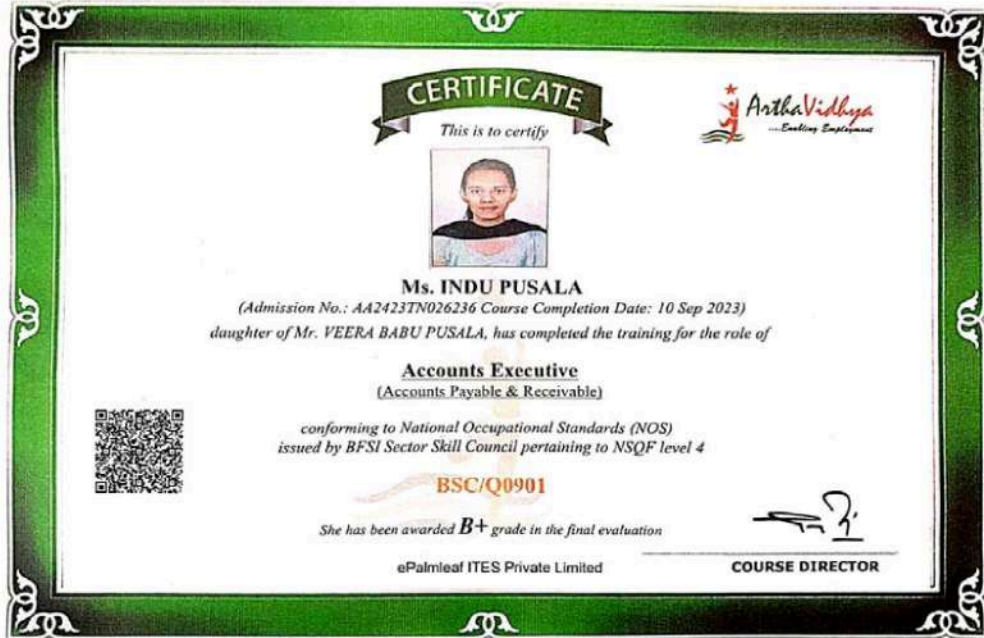 CERTIFICATE
ArthaVidhya
....Enabling Employment
This is to certify
Ms. INDU PUSALA
(Admission No.: AA2423TN026236 Course Completion Date: 10 Sep 2023)
daughter of Mr. VEERA BABU PUSALA, has completed the training for the role of
Accounts Executive
(Accounts Payable & Receivable)
conforming to National Occupational Standards (NOS)
issued by BFSI Sector Skill Council pertaining to NSQF level 4
BSC/Q0901
She has been awarded B+ grade in the final evaluation
ePalmleaf ITES Private Limited
COURSE DIRECTOR